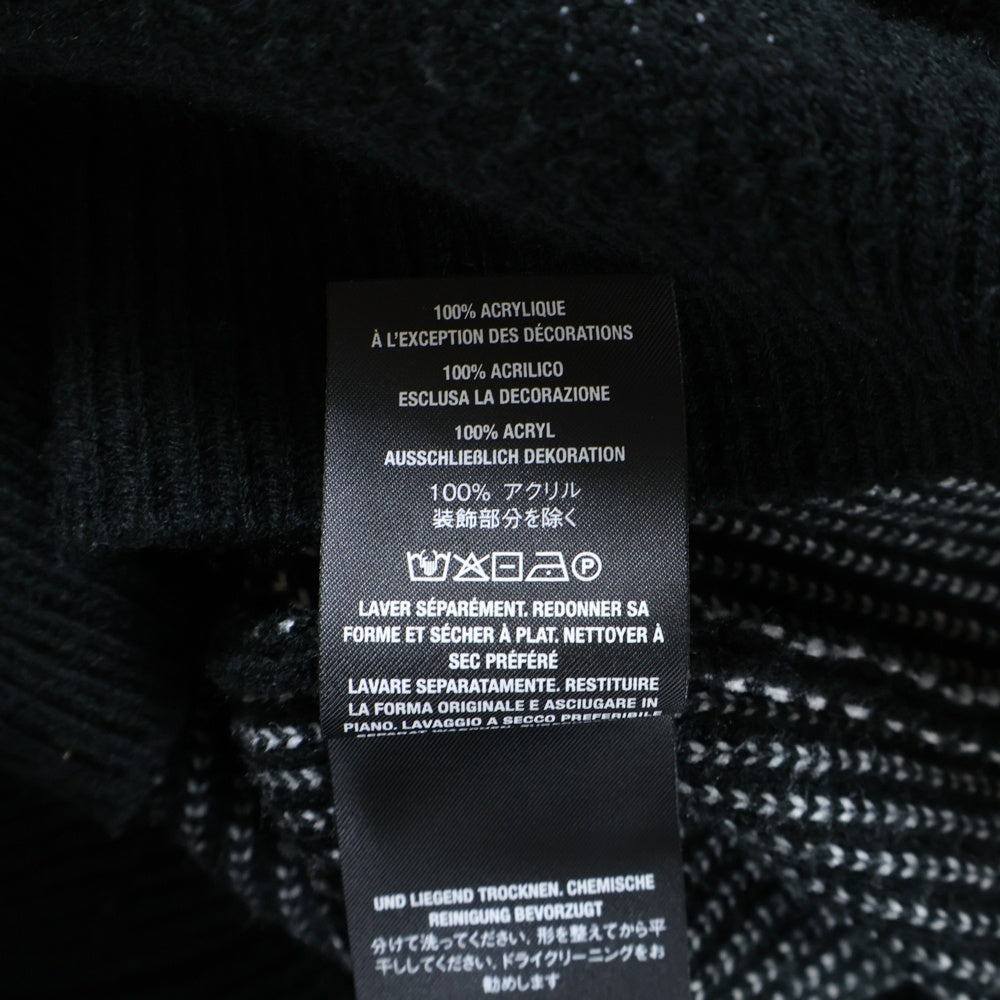 100% ACRYLIQUE
À L'EXCEPTION DES DÉCORATIONS
100% ACRILICO
ESCLUSA LA DECORAZIONE
100% ACRYL
AUSSCHLIEßLICH DEKORATION
100% アクリル
装飾部分を除く
P
LAVER SÉPARÉMENT. REDONNER SA
FORME ET SÉCHER À PLAT. NETTOYER À
SEC PRÉFÉRÉ
LAVARE SEPARATAMENTE. RESTITUIRE
LA FORMA ORIGINALE E ASCIUGARE IN
PIANO. LAVAGGIO A SECCO PREFERIBILE
UND LIEGEND TROCKNEN. CHEMISCHE
REINIGUNG BEVORZUGT
分けて洗ってください。形を整えてから平
干ししてください。ドライクリーニングをお
勧めします